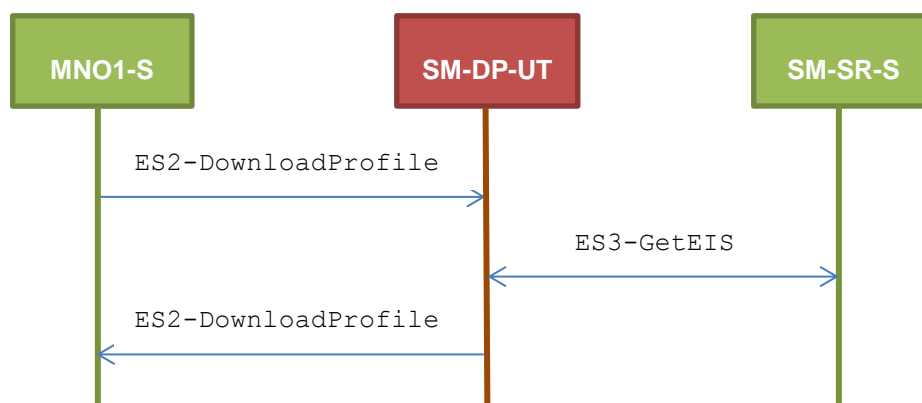 MNO1-S
SM-DP-UT
SM-SR-S
ES2-DownloadProfile
ES3-GetEIS
ES2-DownloadProfile